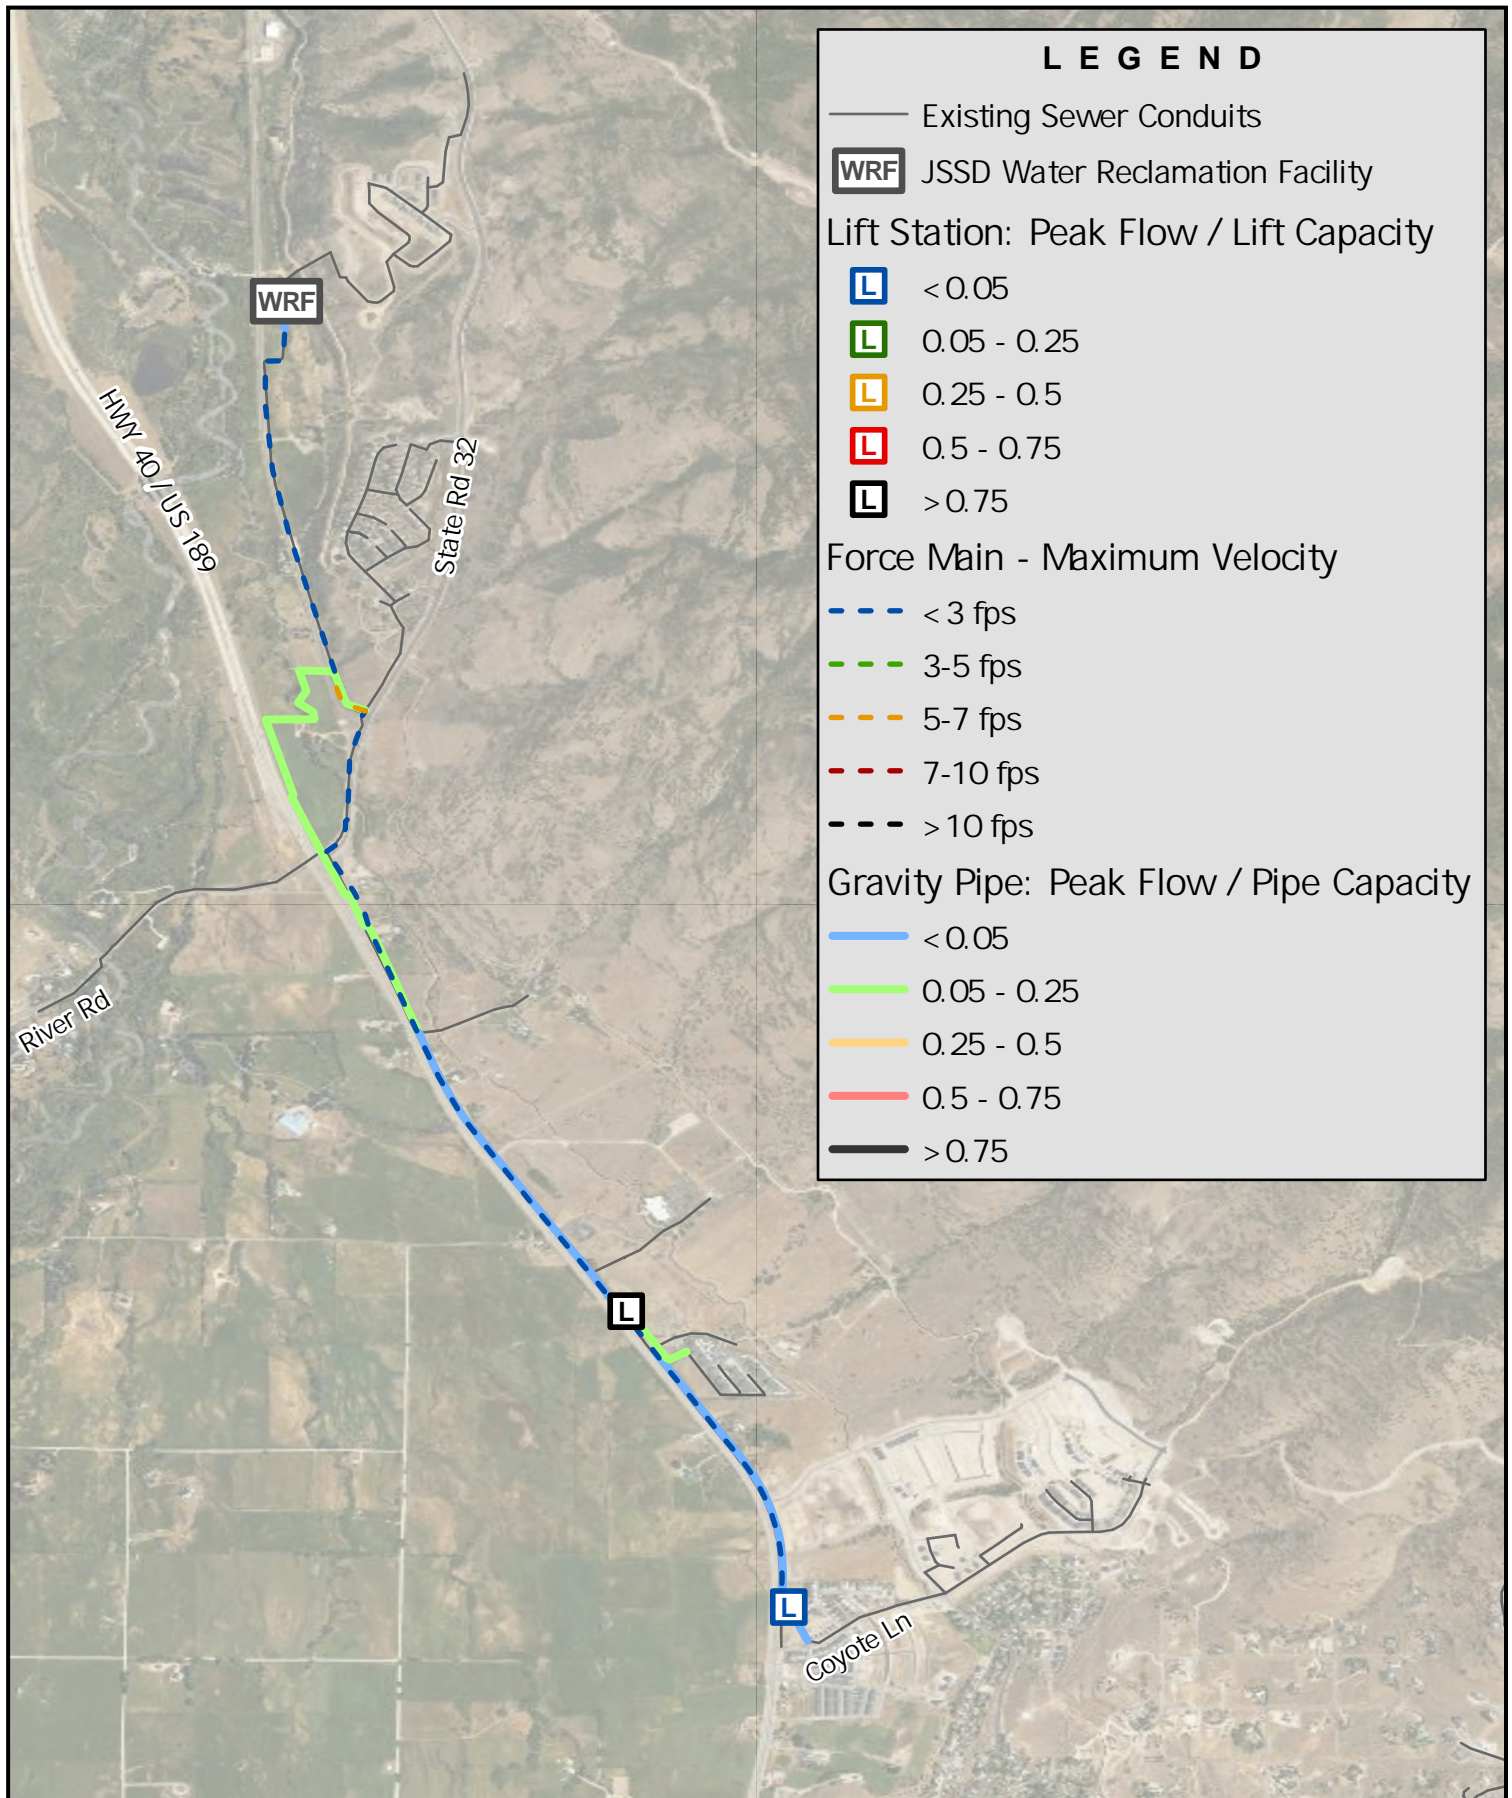 L E G E N D
Existing Sewer Conduits
WRF JSSD Water Reclamation Facility
Lift Station: Peak Flow / Lift Capacity
L <0.05
L 0.05 - 0.25
L 0.25 - 0.5
L 0.5 - 0.75
L >0.75
Force Main - Maximum Velocity
<3 fps
3-5 fps
5-7 fps
7-10 fps
>10 fps
Gravity Pipe: Peak Flow / Pipe Capacity
<0.05
0.05 - 0.25
0.25 - 0.5
0.5 - 0.75
>0.75
WRF
HWY 40 / US 189
State Rd 32
River Rd
L
L
Coyote Ln